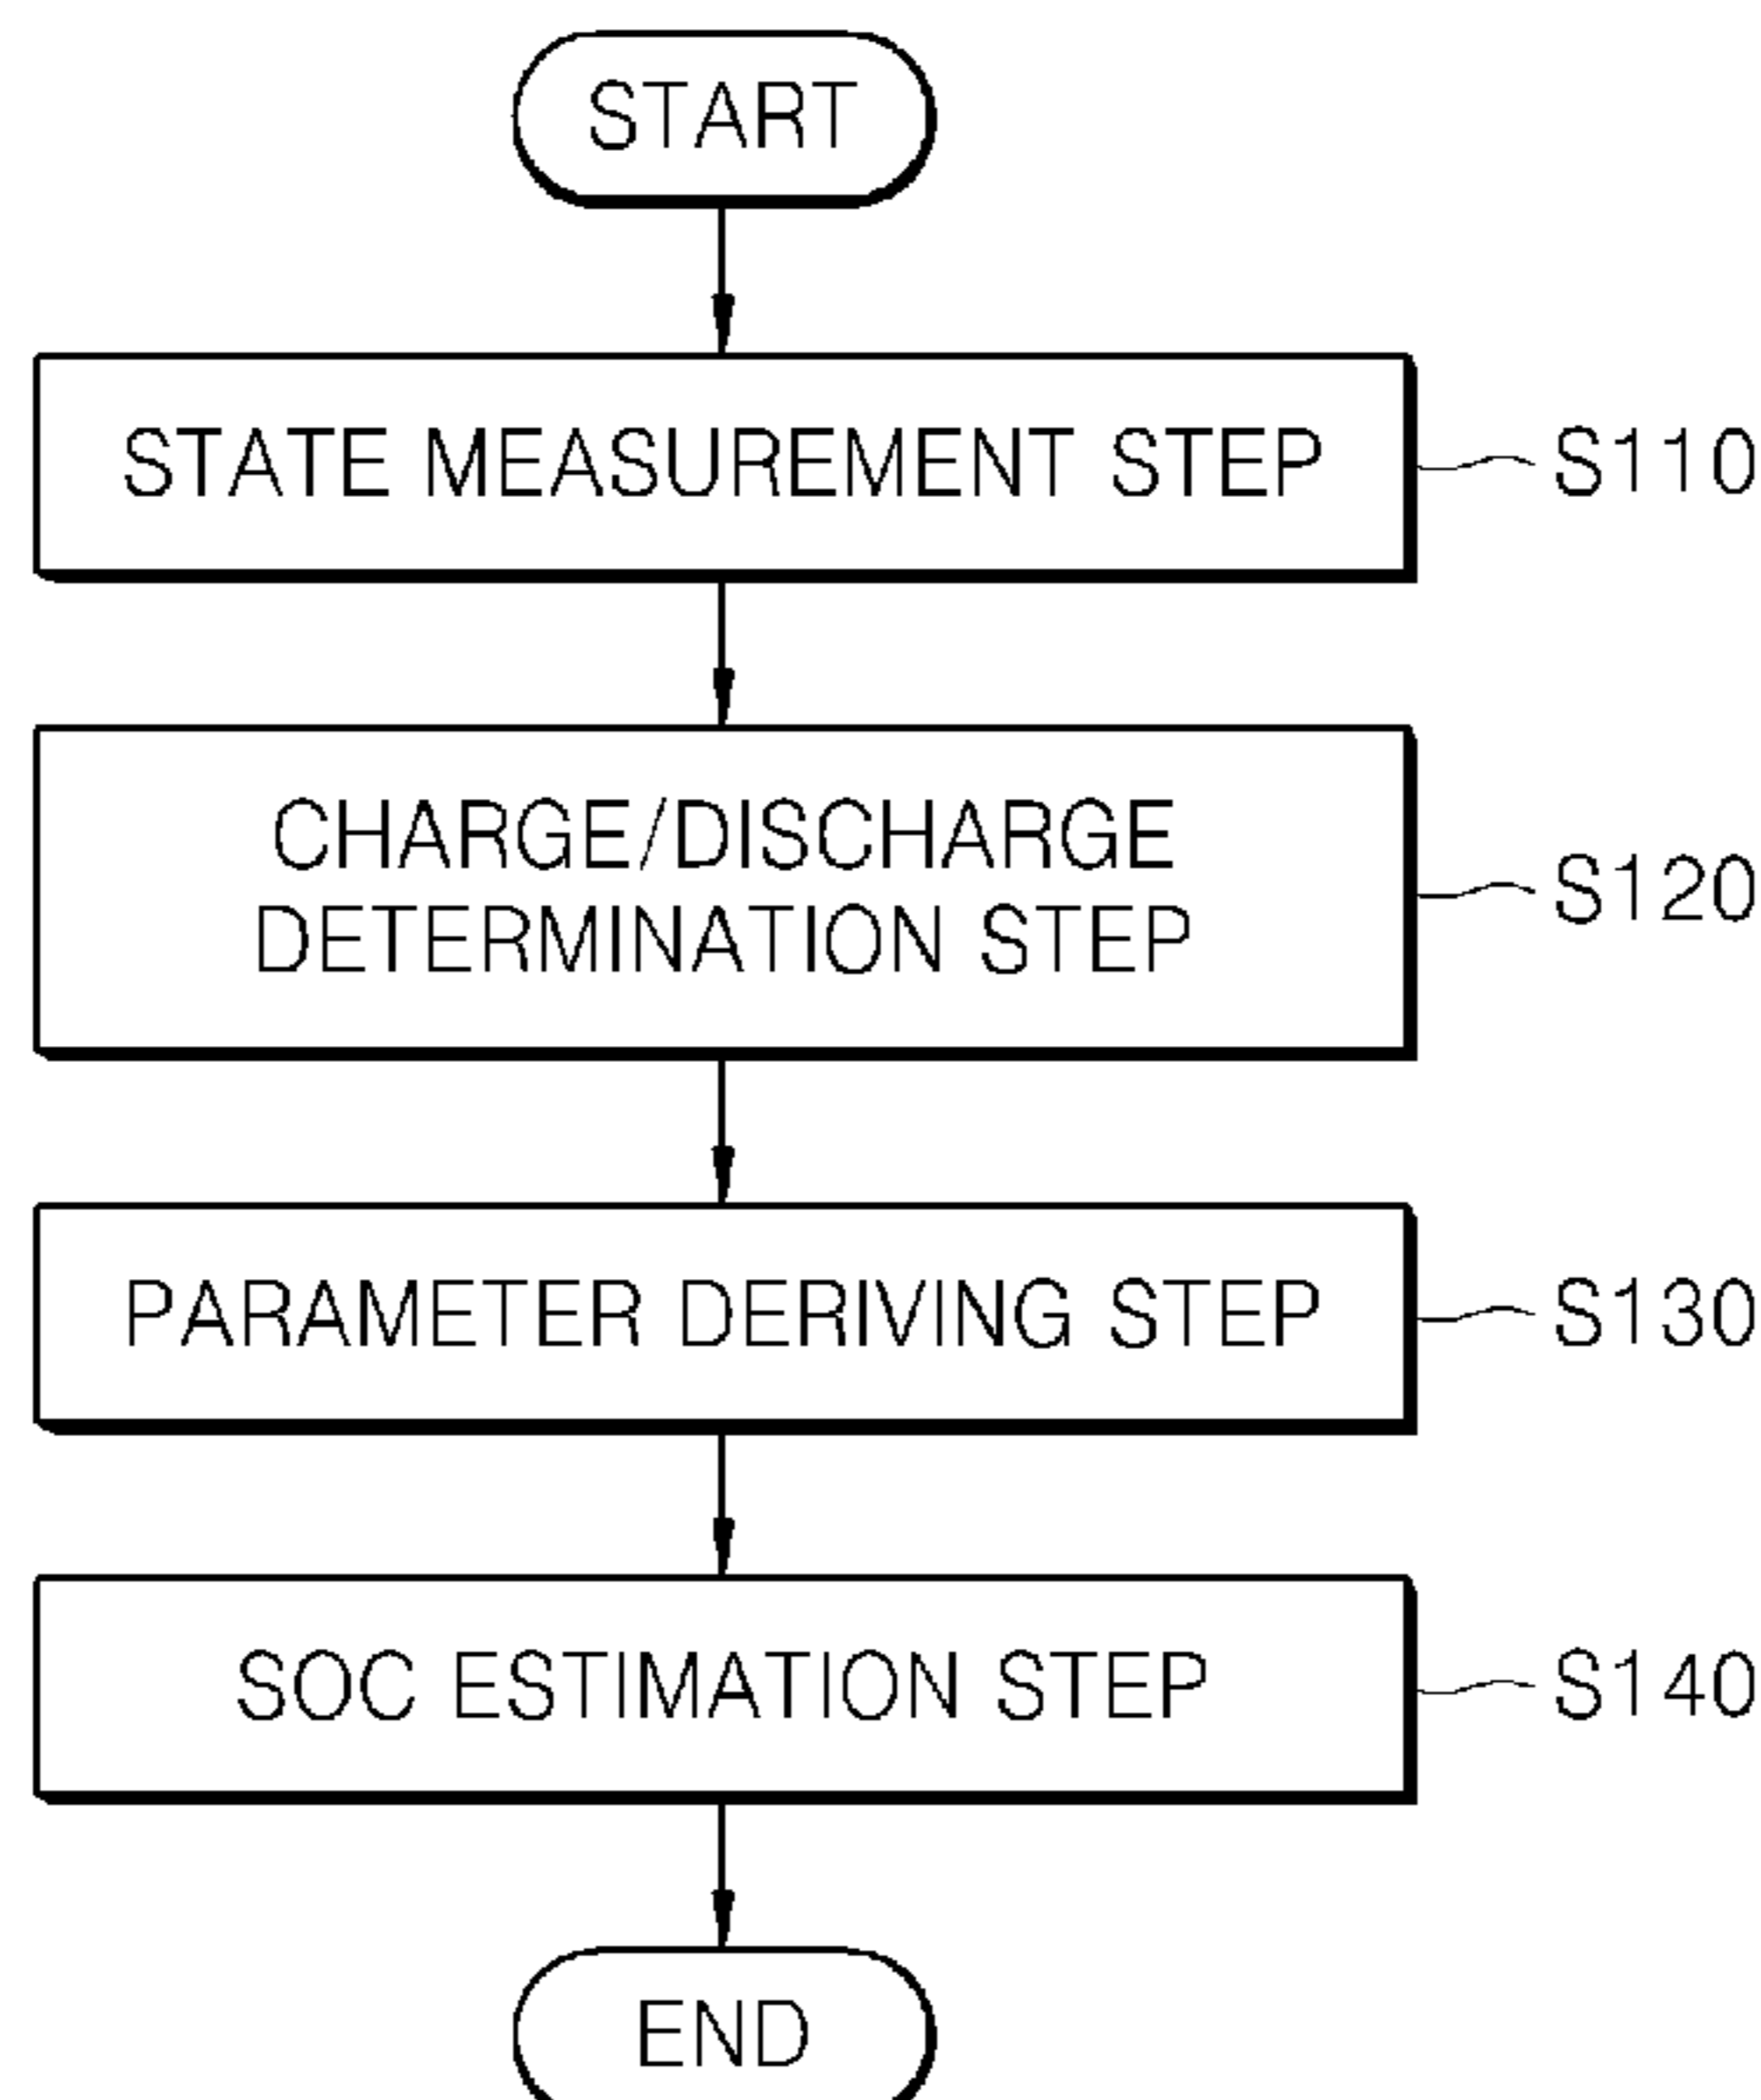 START
STATE MEASUREMENT STEP
S110
CHARGE/DISCHARGE
DETERMINATION STEP
S120
PARAMETER DERIVING STEP
S130
SOC ESTIMATION STEP
S140
END